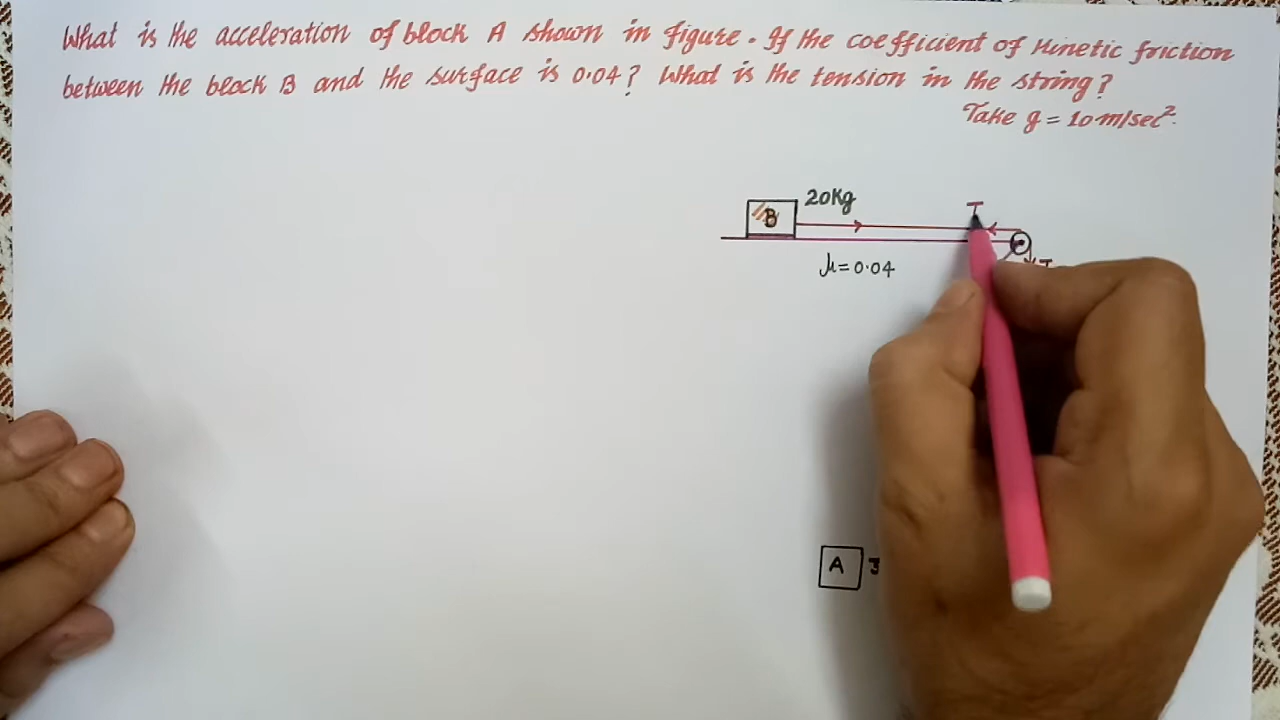 What is the acceleration of block A shown in figure. If the coefficient of Kinetic friction
between the block B and the surface is 0.04? What is the tension in the string?
Take g = 10 m/sec².
20Kg
T
B
μ = 0.04
T
A 3